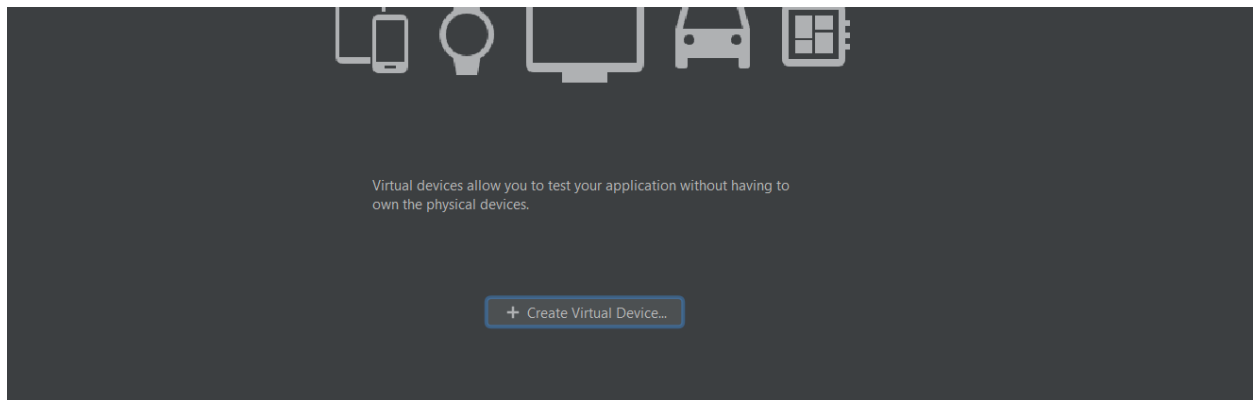 Virtual devices allow you to test your application without having to
own the physical devices.
+ Create Virtual Device...